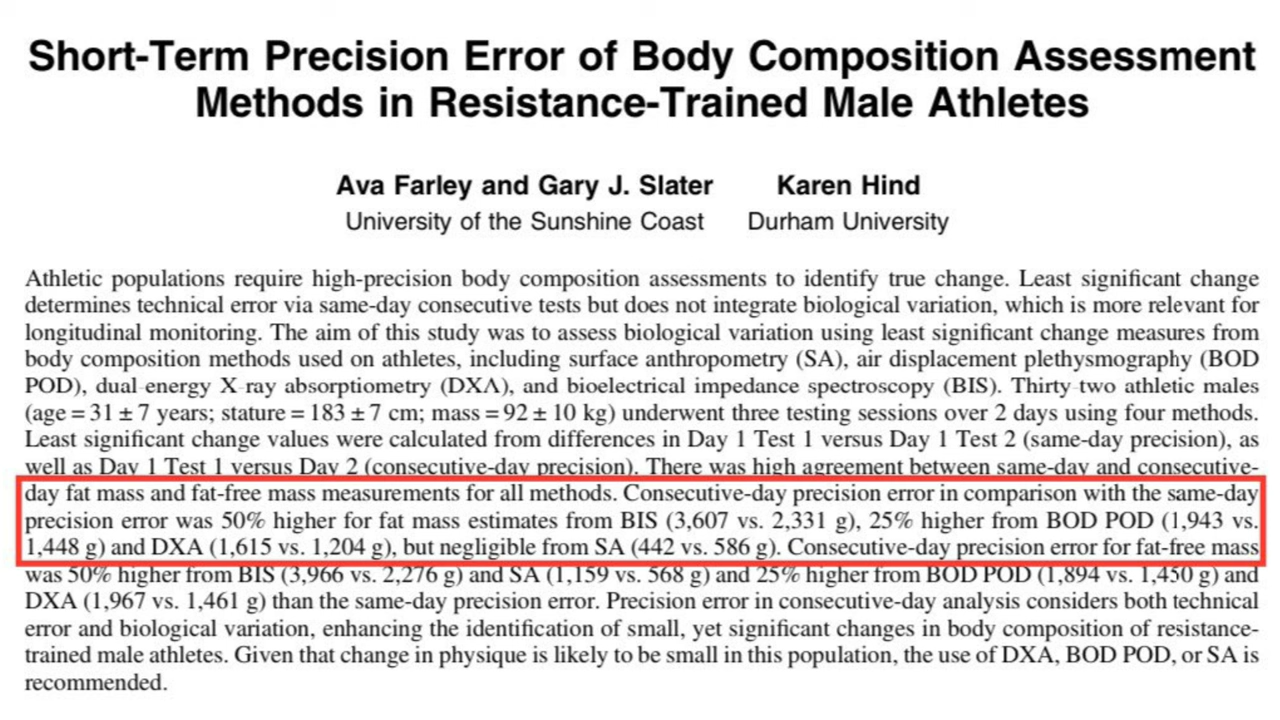 Short-Term Precision Error of Body Composition Assessment
Methods in Resistance-Trained Male Athletes
Ava Farley and Gary J. Slater Karen Hind
University of the Sunshine Coast Durham University
Athletic populations require high-precision body composition assessments to identify true change. Least significant change
determines technical error via same-day consecutive tests but does not integrate biological variation, which is more relevant for
longitudinal monitoring. The aim of this study was to assess biological variation using least significant change measures from
body composition methods used on athletes, including surface anthropometry (SA), air displacement plethysmography (BOD
POD), dual-energy X-ray absorptiometry (DXA), and bioelectrical impedance spectroscopy (BIS). Thirty-two athletic males
(age = 31 ± 7 years; stature = 183 ± 7 cm; mass = 92 ± 10 kg) underwent three testing sessions over 2 days using four methods.
Least significant change values were calculated from differences in Day 1 Test 1 versus Day 1 Test 2 (same-day precision), as
well as Day 1 Test 1 versus Day 2 (consecutive-day precision). There was high agreement between same-day and consecutive-
day fat mass and fat-free mass measurements for all methods. Consecutive-day precision error in comparison with the same-day
precision error was 50% higher for fat mass estimates from BIS (3,607 vs. 2,331 g), 25% higher from BOD POD (1,943 vs.
1,448 g) and DXA (1,615 vs. 1,204 g), but negligible from SA (442 vs. 586 g). Consecutive-day precision error for fat-free mass
was 50% higher from BIS (3,966 vs. 2,276 g) and SA (1,159 vs. 568 g) and 25% higher from BOD POD (1,894 vs. 1,450 g) and
DXA (1,967 vs. 1,461 g) than the same-day precision error. Precision error in consecutive-day analysis considers both technical
error and biological variation, enhancing the identification of small, yet significant changes in body composition of resistance-
trained male athletes. Given that change in physique is likely to be small in this population, the use of DXA, BOD POD, or SA is
recommended.